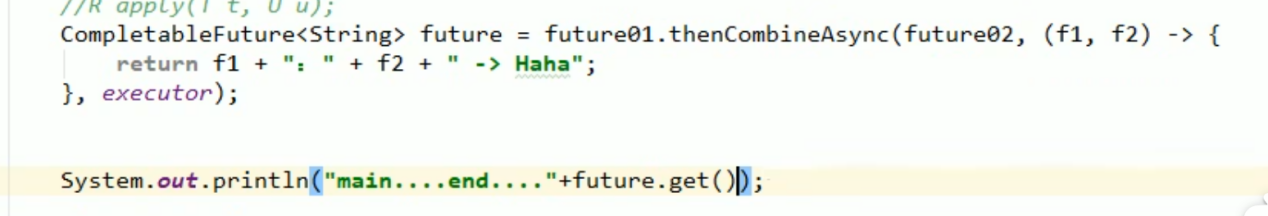 //R apply(T t, U u);
CompletableFuture<String> future = future01.thenCombineAsync(future02, (f1, f2) -> {
return f1 + "：" + f2 + " -> Haha";
}, executor);
System.out.println("main....end...."+future.get());